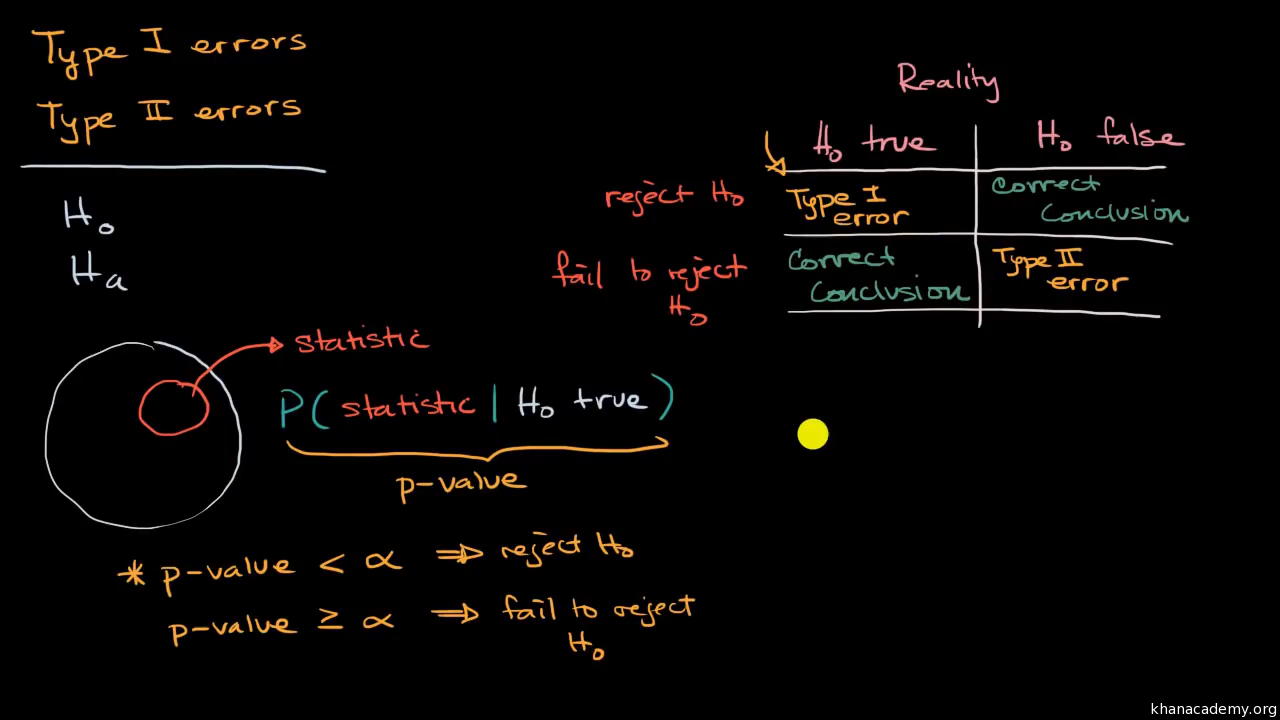 Type I errors
Type II errors
H₀
Hₐ
statistic
P( statistic | H₀ true )
p-value
* p-value < α ⇒ reject H₀
p-value ≥ α ⇒ fail to reject
H₀
Reality
H₀ true H₀ false
reject H₀ Type I error Correct Conclusion
fail to reject H₀ Correct Conclusion Type II error
khanacademy.org